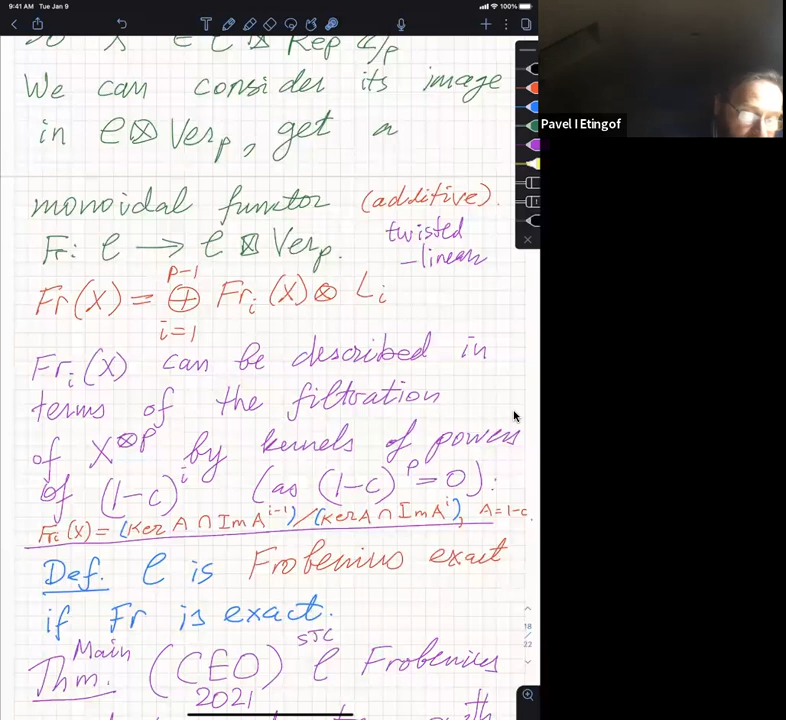 9:41 AM Tue Jan 9
100%
X ∈ C ⊠ Rep Z/p
We can consider its image
in C ⊠ Ver_p, get a
monoidal functor (additive).
Fr: C → C ⊠ Ver_p.
twisted
-linear
Fr(X) = ⊕_{i=1}^{p-1} Fr_i(X) ⊗ L_i
Fr_i(X) can be described in
terms of the filtration
of X^{⊗p} by kernels of powers
of (1-c)^i (as (1-c)^p = 0):
Fr_i(X) = (Ker A ∩ Im A^{i-1}) / (Ker A ∩ Im A^i), A = 1-c.
Def. C is Frobenius exact
if Fr is exact.
Main
Thm. (CEO) STC C Frobenius
2021
18
/
22
Pavel I Etingof